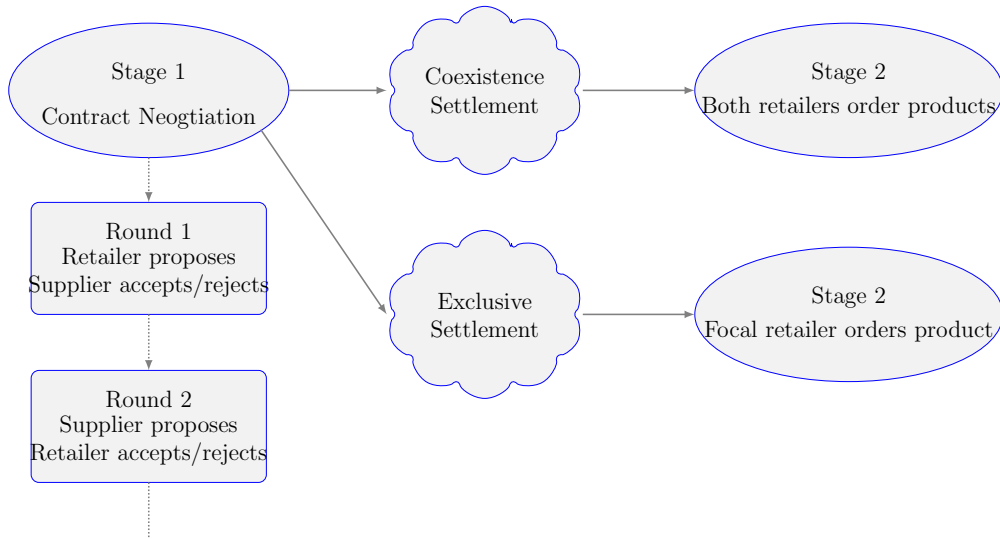 Stage 1
Contract Neogtiation
Coexistence
Settlement
Stage 2
Both retailers order products
Round 1
Retailer proposes
Supplier accepts/rejects
Exclusive
Settlement
Stage 2
Focal retailer orders product
Round 2
Supplier proposes
Retailer accepts/rejects